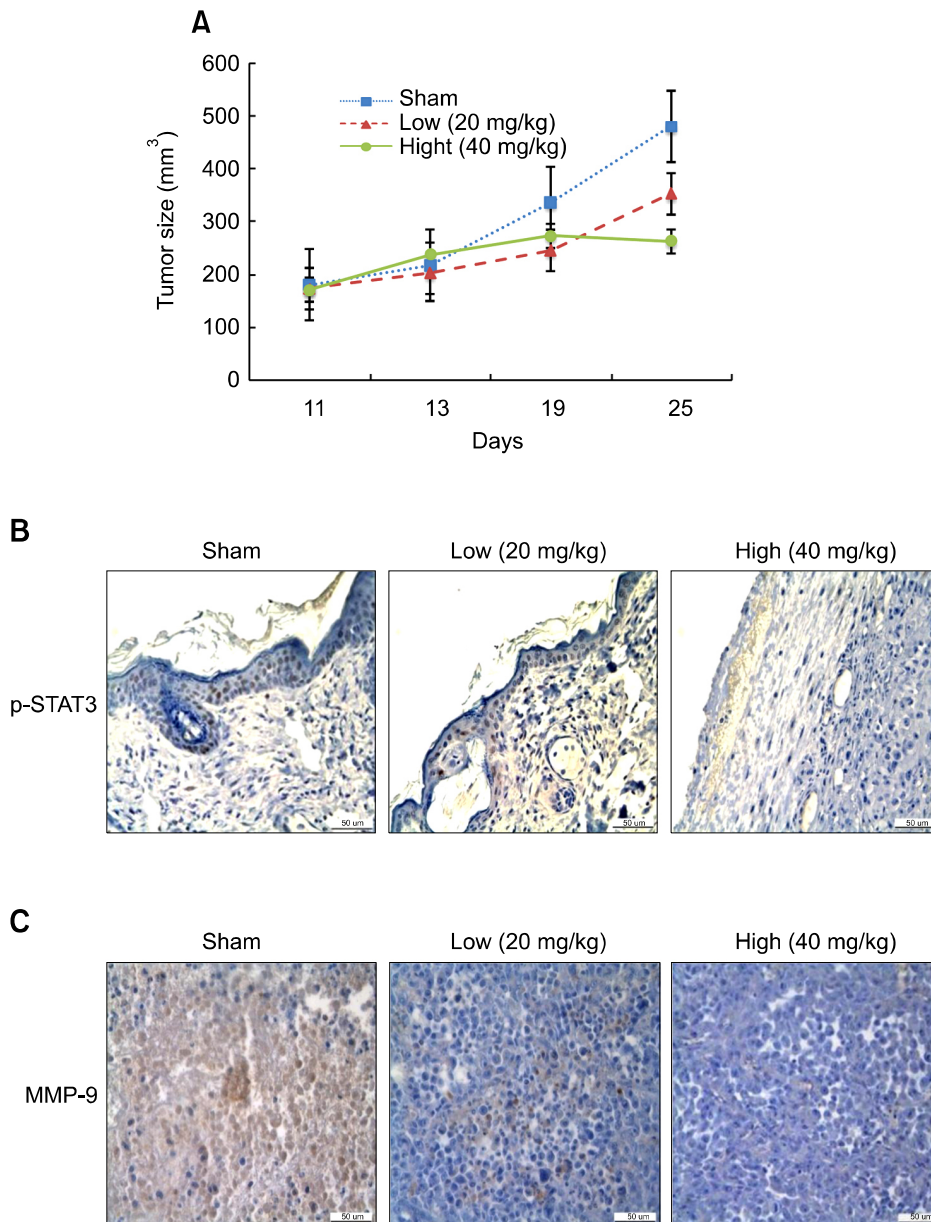 A
600
500
400
300
200
100
0
Tumor size (mm³)
Sham
Low (20 mg/kg)
Hight (40 mg/kg)
11 13 19 25
Days
B
Sham Low (20 mg/kg) High (40 mg/kg)
p-STAT3
50 um 50 um 50 um
C
Sham Low (20 mg/kg) High (40 mg/kg)
MMP-9
50 um 50 um 50 um